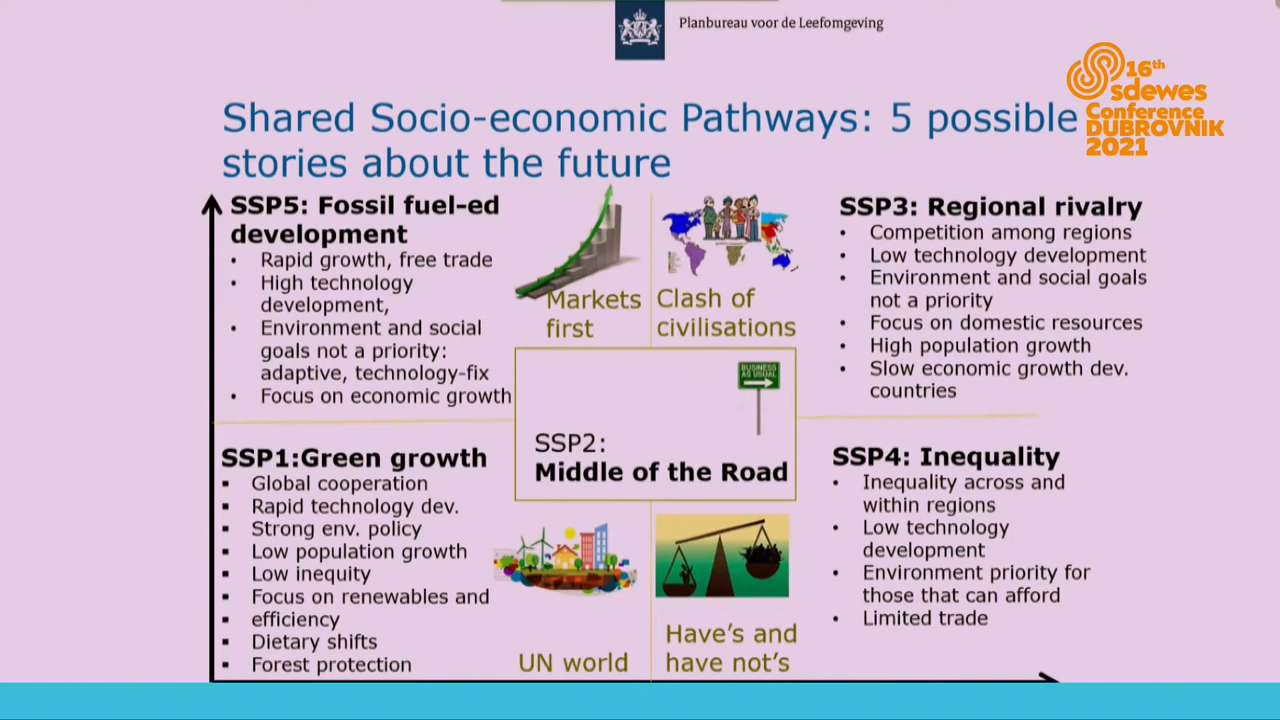 Planbureau voor de Leefomgeving
16th
sdewes
Conference
DUBROVNIK
2021
Shared Socio-economic Pathways: 5 possible
stories about the future
SSP5: Fossil fuel-ed
development
• Rapid growth, free trade
• High technology
development,
• Environment and social
goals not a priority:
adaptive, technology-fix
• Focus on economic growth
Markets
first
Clash of
civilisations
SSP3: Regional rivalry
• Competition among regions
• Low technology development
• Environment and social goals
not a priority
• Focus on domestic resources
• High population growth
• Slow economic growth dev.
countries
BUSINESS
AS USUAL
SSP2:
Middle of the Road
SSP1:Green growth
▪ Global cooperation
▪ Rapid technology dev.
▪ Strong env. policy
▪ Low population growth
▪ Low inequity
▪ Focus on renewables and
▪ efficiency
▪ Dietary shifts
▪ Forest protection
UN world
Have's and
have not's
SSP4: Inequality
• Inequality across and
within regions
• Low technology
development
• Environment priority for
those that can afford
• Limited trade